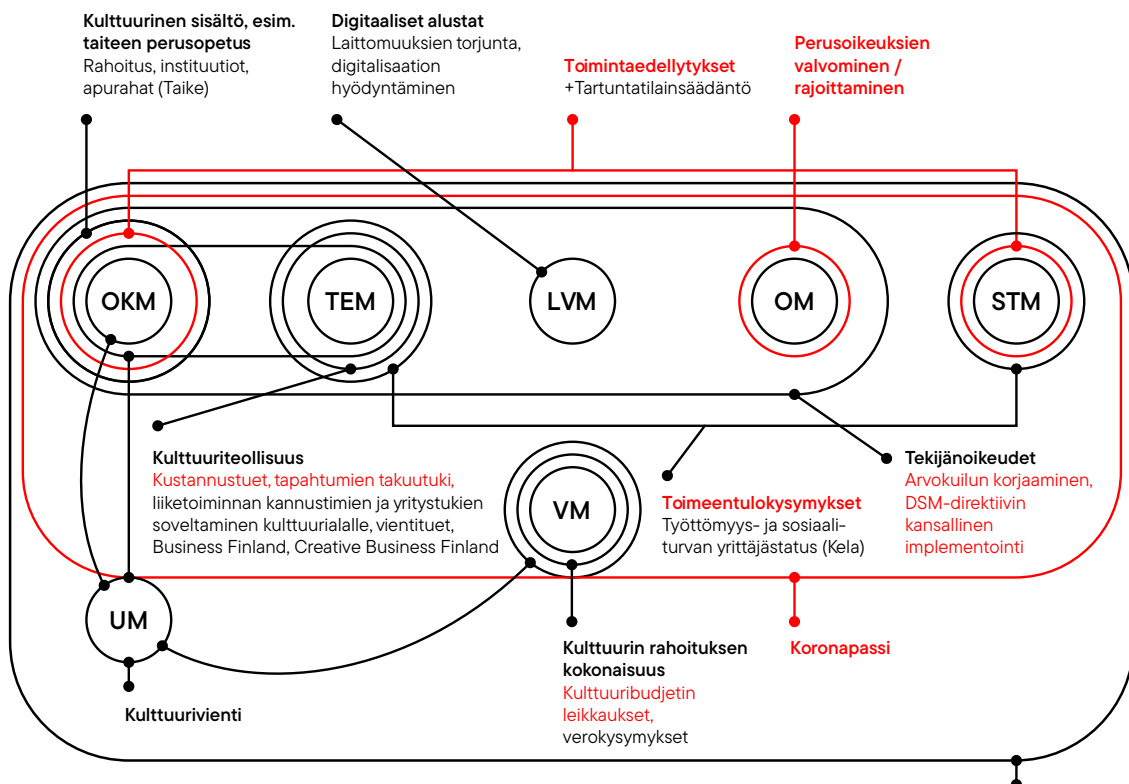 Kulttuurinen sisältö, esim.
taiteen perusopetus
Rahoitus, instituutiot,
apurahat (Taike)
Digitaaliset alustat
Laittomuuksien torjunta,
digitalisaation
hyödyntäminen
Toimintaedellytykset
+Tartuntatilainsäädäntö
Perusoikeuksien
valvominen /
rajoittaminen
OKM
TEM
LVM
OM
STM
Kulttuuriteollisuus
Kustannustuet, tapahtumien takuutuki,
liiketoiminnan kannustimien ja yritystukien
soveltaminen kulttuurialalle, vientituet,
Business Finland, Creative Business Finland
VM
Toimeentulokysymykset
Työttömyys- ja sosiaali-
turvan yrittäjästatus (Kela)
Tekijänoikeudet
Arvokuilun korjaaminen,
DSM-direktiivin
kansallinen
implementointi
UM
Kulttuurivienti
Kulttuurin rahoituksen
kokonaisuus
Kulttuuribudjetin
leikkaukset,
verokysymykset
Koronapassi